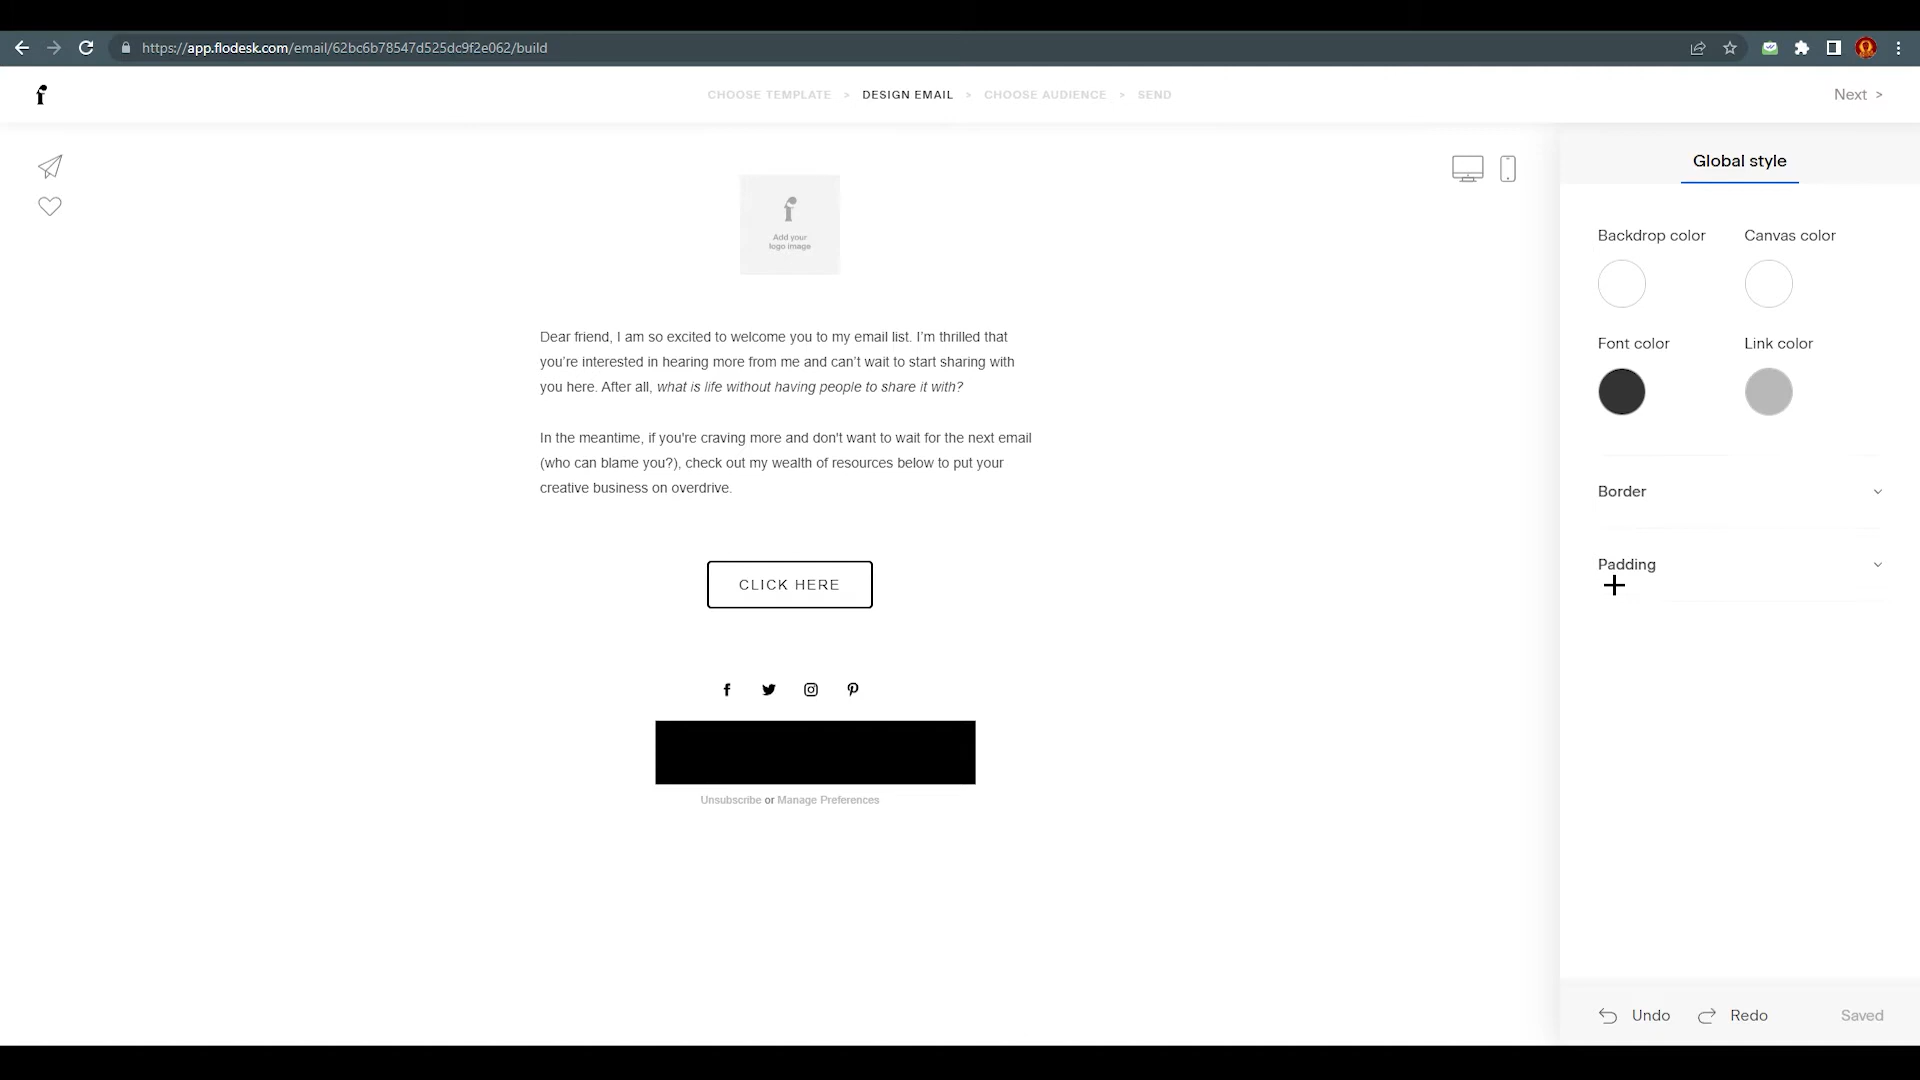 https://app.flodesk.com/email/62bc6b78547d525dc9f2e062/build
CHOOSE TEMPLATE > DESIGN EMAIL > CHOOSE AUDIENCE > SEND
Next >
Global style
Add your
logo image
Dear friend, I am so excited to welcome you to my email list. I’m thrilled that
you’re interested in hearing more from me and can’t wait to start sharing with
you here. After all, what is life without having people to share it with?
In the meantime, if you're craving more and don't want to wait for the next email
(who can blame you?), check out my wealth of resources below to put your
creative business on overdrive.
CLICK HERE
Unsubscribe or Manage Preferences
Backdrop color
Canvas color
Font color
Link color
Border
Padding
Undo
Redo
Saved